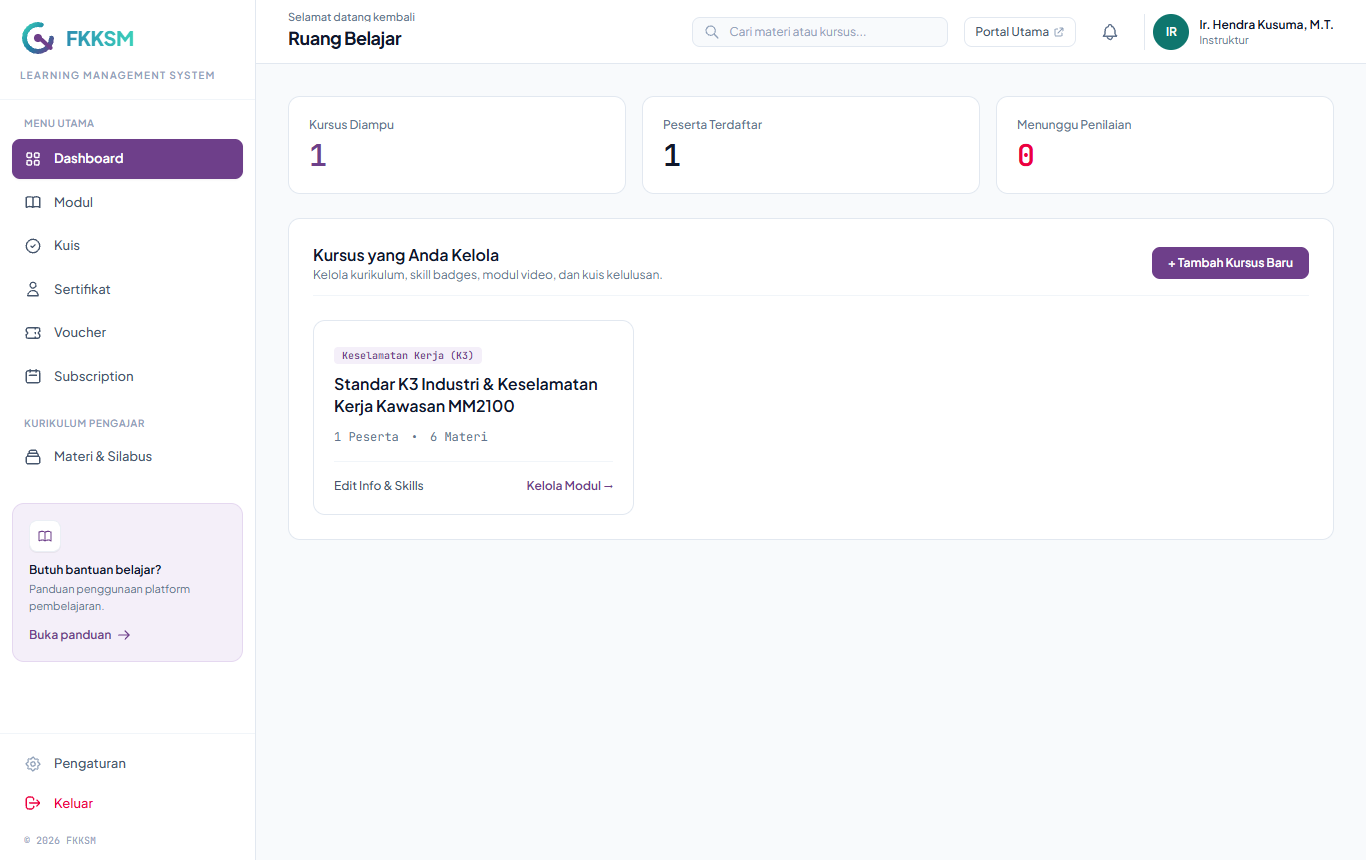 FKKSM
LEARNING MANAGEMENT SYSTEM
MENU UTAMA
Dashboard
Modul
Kuis
Sertifikat
Voucher
Subscription
KURIKULUM PENGAJAR
Materi & Silabus
Butuh bantuan belajar?
Panduan penggunaan platform
pembelajaran.
Buka panduan →
Pengaturan
Keluar
© 2026 FKKSM
Selamat datang kembali
Ruang Belajar
Cari materi atau kursus...
Portal Utama
IR
Ir. Hendra Kusuma, M.T.
Instruktur
Kursus Diampu
1
Peserta Terdaftar
1
Menunggu Penilaian
0
Kursus yang Anda Kelola
Kelola kurikulum, skill badges, modul video, dan kuis kelulusan.
+ Tambah Kursus Baru
Keselamatan Kerja (K3)
Standar K3 Industri & Keselamatan
Kerja Kawasan MM2100
1 Peserta • 6 Materi
Edit Info & Skills
Kelola Modul →